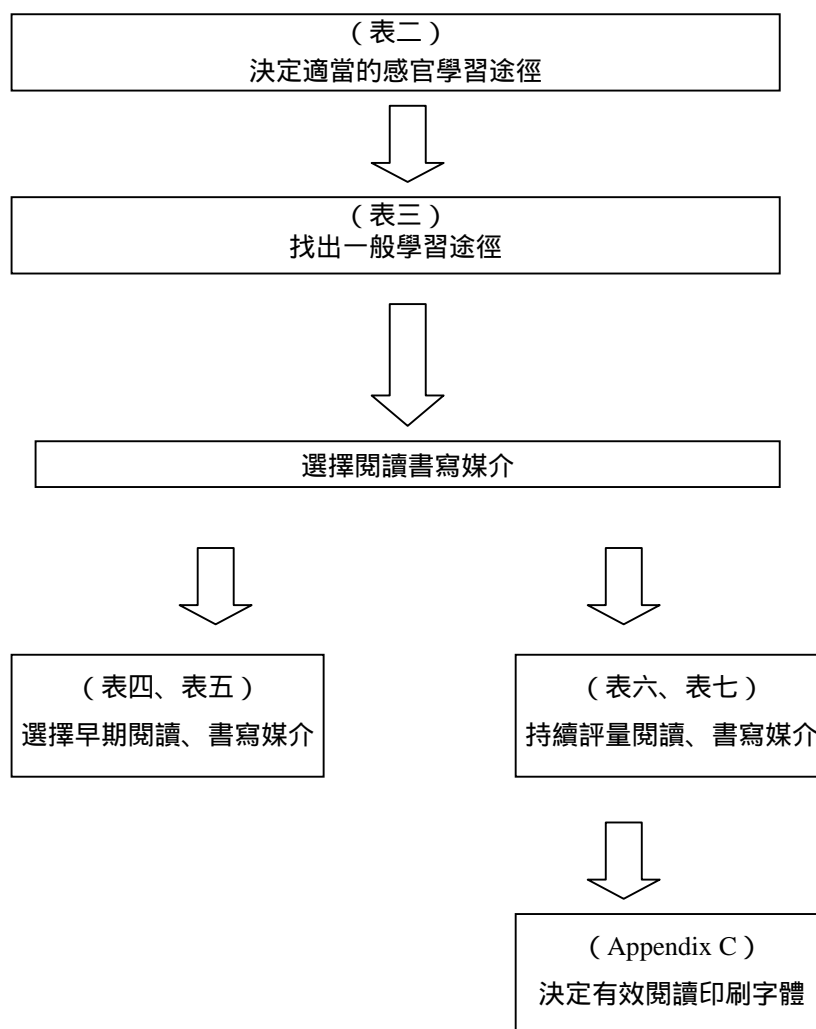 （表二）
決定適當的感官學習途徑
（表三）
找出一般學習途徑
選擇閱讀書寫媒介
（表四、表五）
選擇早期閱讀、書寫媒介
（表六、表七）
持續評量閱讀、書寫媒介
（Appendix C）
決定有效閱讀印刷字體